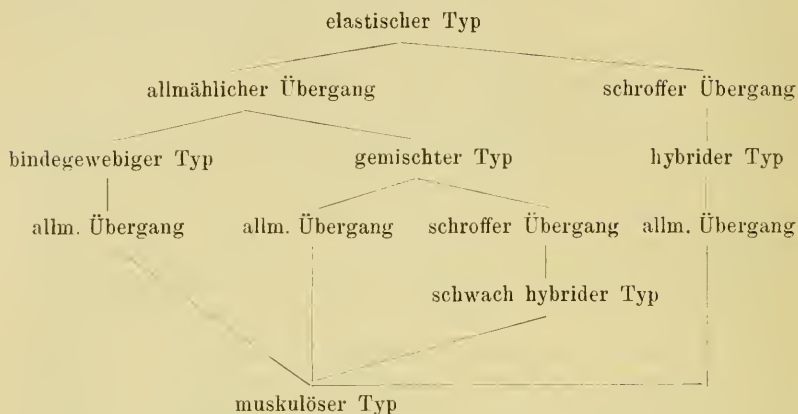 elastischer Typ
allmählicher Übergang schroffer Übergang
bindegewebiger Typ gemischter Typ hybrider Typ
allm. Übergang allm. Übergang schroffer Übergang allm. Übergang
schwach hybrider Typ
muskulöser Typ